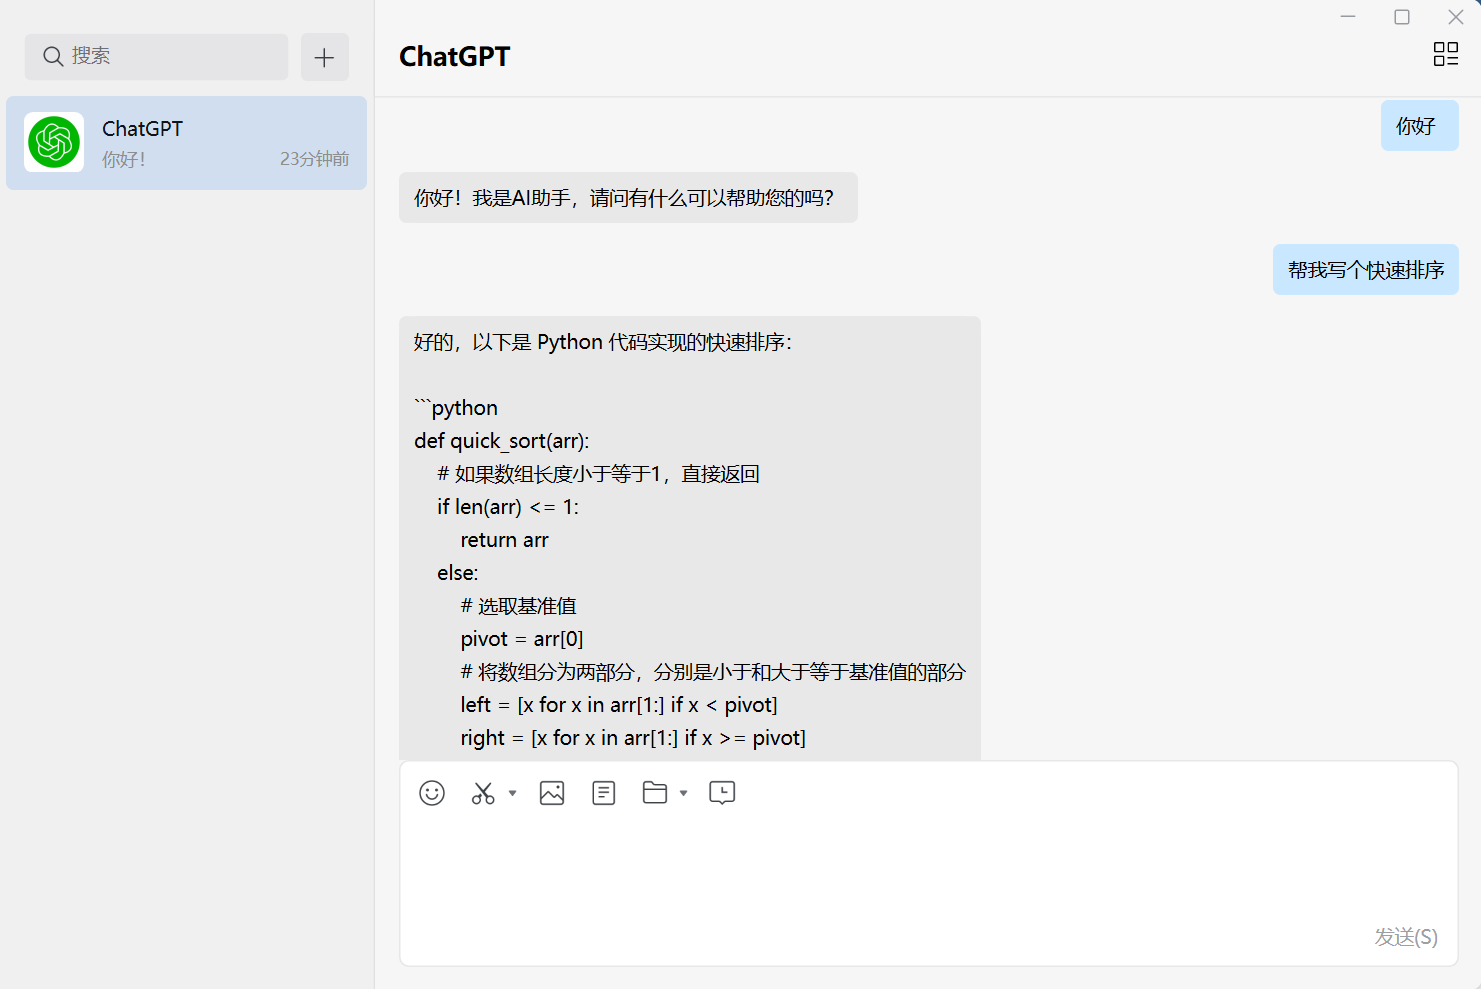 搜索
ChatGPT
你好！
23分钟前
ChatGPT
你好
你好！我是AI助手，请问有什么可以帮助您的吗？
帮我写个快速排序
好的，以下是 Python 代码实现的快速排序：
```python
def quick_sort(arr):
    # 如果数组长度小于等于1，直接返回
    if len(arr) <= 1:
        return arr
    else:
        # 选取基准值
        pivot = arr[0]
        # 将数组分为两部分，分别是小于和大于等于基准值的部分
        left = [x for x in arr[1:] if x < pivot]
        right = [x for x in arr[1:] if x >= pivot]
发送(S)